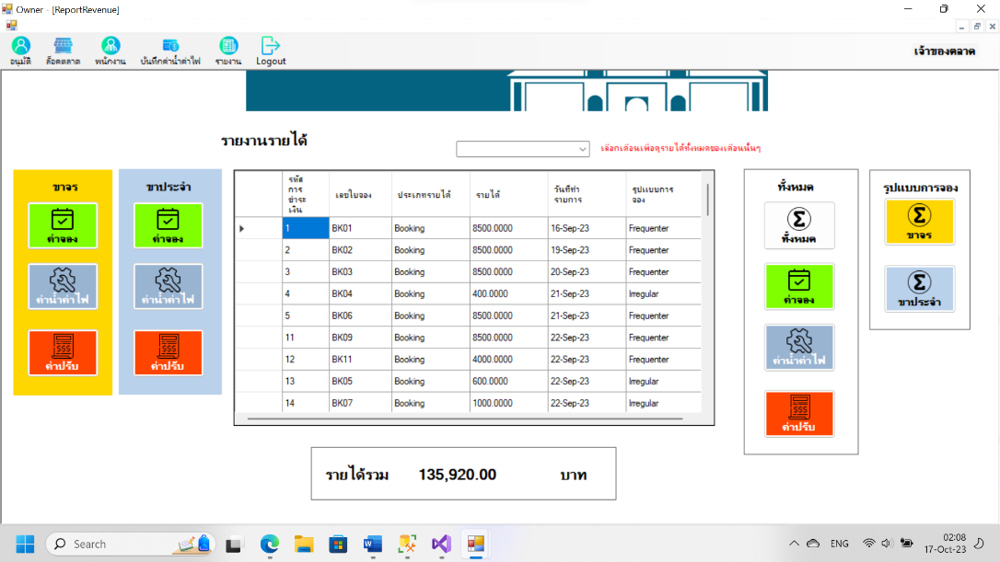 Owner - [ReportRevenue]
อนุมัติ ล็อคตลาด พนักงาน บันทึกค่าน้ำค่าไฟ รายงาน Logout
เจ้าของตลาด
รายงานรายได้
เลือกเดือนเพื่อดูรายได้ทั้งหมดของเดือนนั้นๆ
ขาจร
ค่าจอง
ค่าน้ำค่าไฟ
$$$
ค่าปรับ
ขาประจำ
ค่าจอง
ค่าน้ำค่าไฟ
$$$
ค่าปรับ
รหัสการชำระเงิน เลขใบจอง ประเภทรายได้ รายได้ วันที่ทำรายการ รูปแบบการจอง
1 BK01 Booking 8500.0000 16-Sep-23 Frequenter
2 BK02 Booking 8500.0000 19-Sep-23 Frequenter
3 BK03 Booking 8500.0000 20-Sep-23 Frequenter
4 BK04 Booking 400.0000 21-Sep-23 Irregular
5 BK06 Booking 8500.0000 21-Sep-23 Frequenter
11 BK09 Booking 8500.0000 22-Sep-23 Frequenter
12 BK11 Booking 4000.0000 22-Sep-23 Frequenter
13 BK05 Booking 600.0000 22-Sep-23 Irregular
14 BK07 Booking 1000.0000 22-Sep-23 Irregular
ทั้งหมด
Σ
ทั้งหมด
ค่าจอง
ค่าน้ำค่าไฟ
$$$
ค่าปรับ
รูปแบบการจอง
Σ
ขาจร
Σ
ขาประจำ
รายได้รวม 135,920.00 บาท
Search
ENG
02:08
17-Oct-23